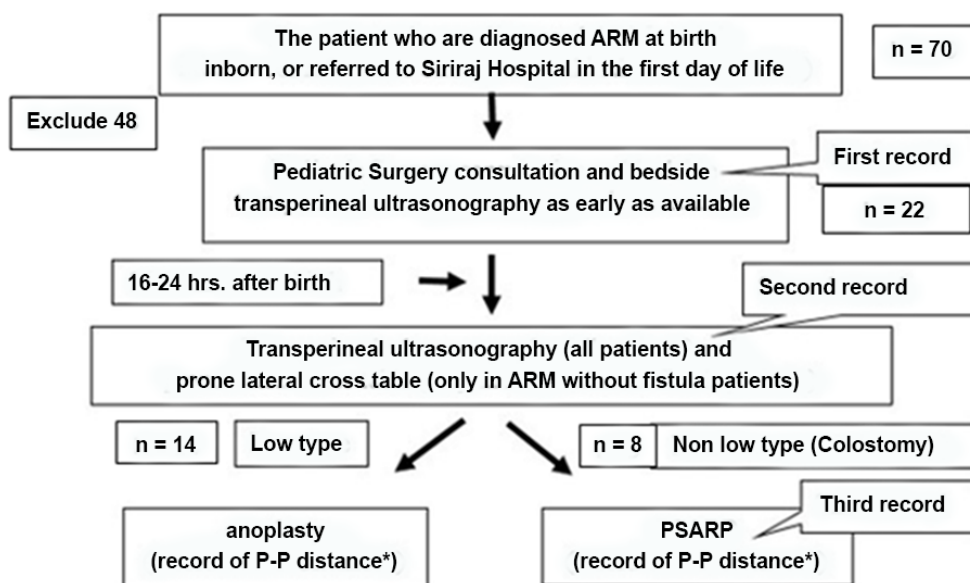 The patient who are diagnosed ARM at birth
inborn, or referred to Siriraj Hospital in the first day of life
n = 70
Exclude 48
First record
Pediatric Surgery consultation and bedside
transperineal ultrasonography as early as available
n = 22
16-24 hrs. after birth
Second record
Transperineal ultrasonography (all patients) and
prone lateral cross table (only in ARM without fistula patients)
n = 14
Low type
n = 8
Non low type (Colostomy)
Third record
anoplasty
(record of P-P distance*)
PSARP
(record of P-P distance*)